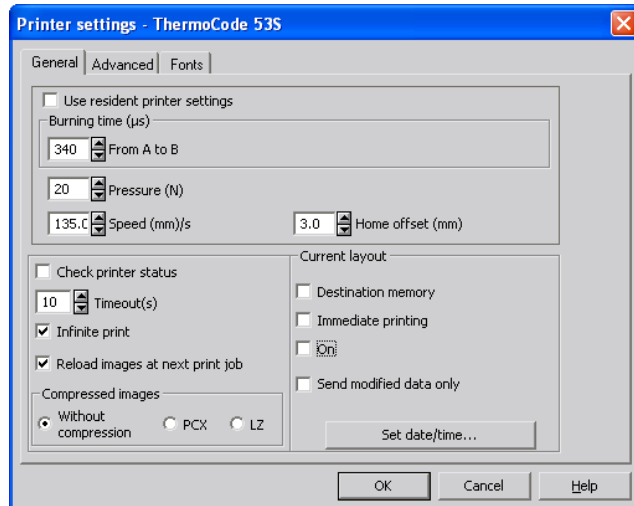 Printer settings - ThermoCode 53S
General Advanced Fonts
Use resident printer settings
Burning time (µs)
340 From A to B
20 Pressure (N)
135.0 Speed (mm)/s 3.0 Home offset (mm)
Check printer status
10 Timeout(s)
Infinite print
Reload images at next print job
Compressed images
Without compression PCX LZ
Current layout
Destination memory
Immediate printing
On
Send modified data only
Set date/time...
OK Cancel Help